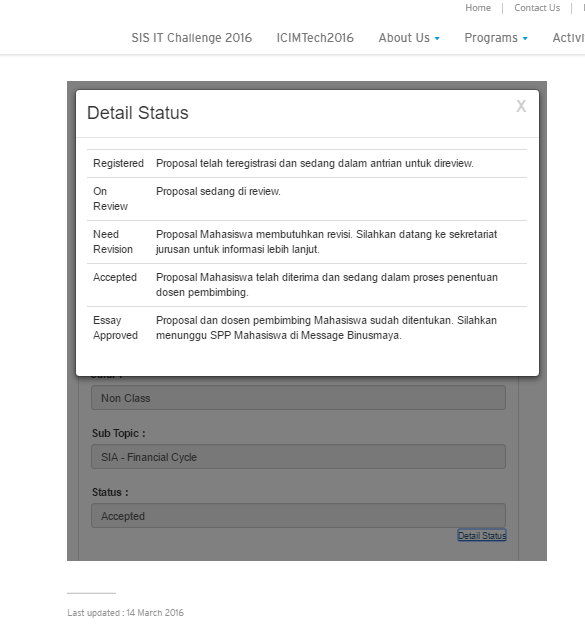 Home | Contact Us |
SIS IT Challenge 2016 ICIMTech2016 About Us Programs Activi
Detail Status X
Registered Proposal telah teregistrasi dan sedang dalam antrian untuk direview.
On Proposal sedang di review.
Review
Need Proposal Mahasiswa membutuhkan revisi. Silahkan datang ke sekretariat
Revision jurusan untuk informasi lebih lanjut.
Accepted Proposal Mahasiswa telah diterima dan sedang dalam proses penentuan
dosen pembimbing.
Essay Proposal dan dosen pembimbing Mahasiswa sudah ditentukan. Silahkan
Approved menunggu SPP Mahasiswa di Message Binusmaya.
Non Class
Sub Topic :
SIA - Financial Cycle
Status :
Accepted
Detail Status
Last updated : 14 March 2016